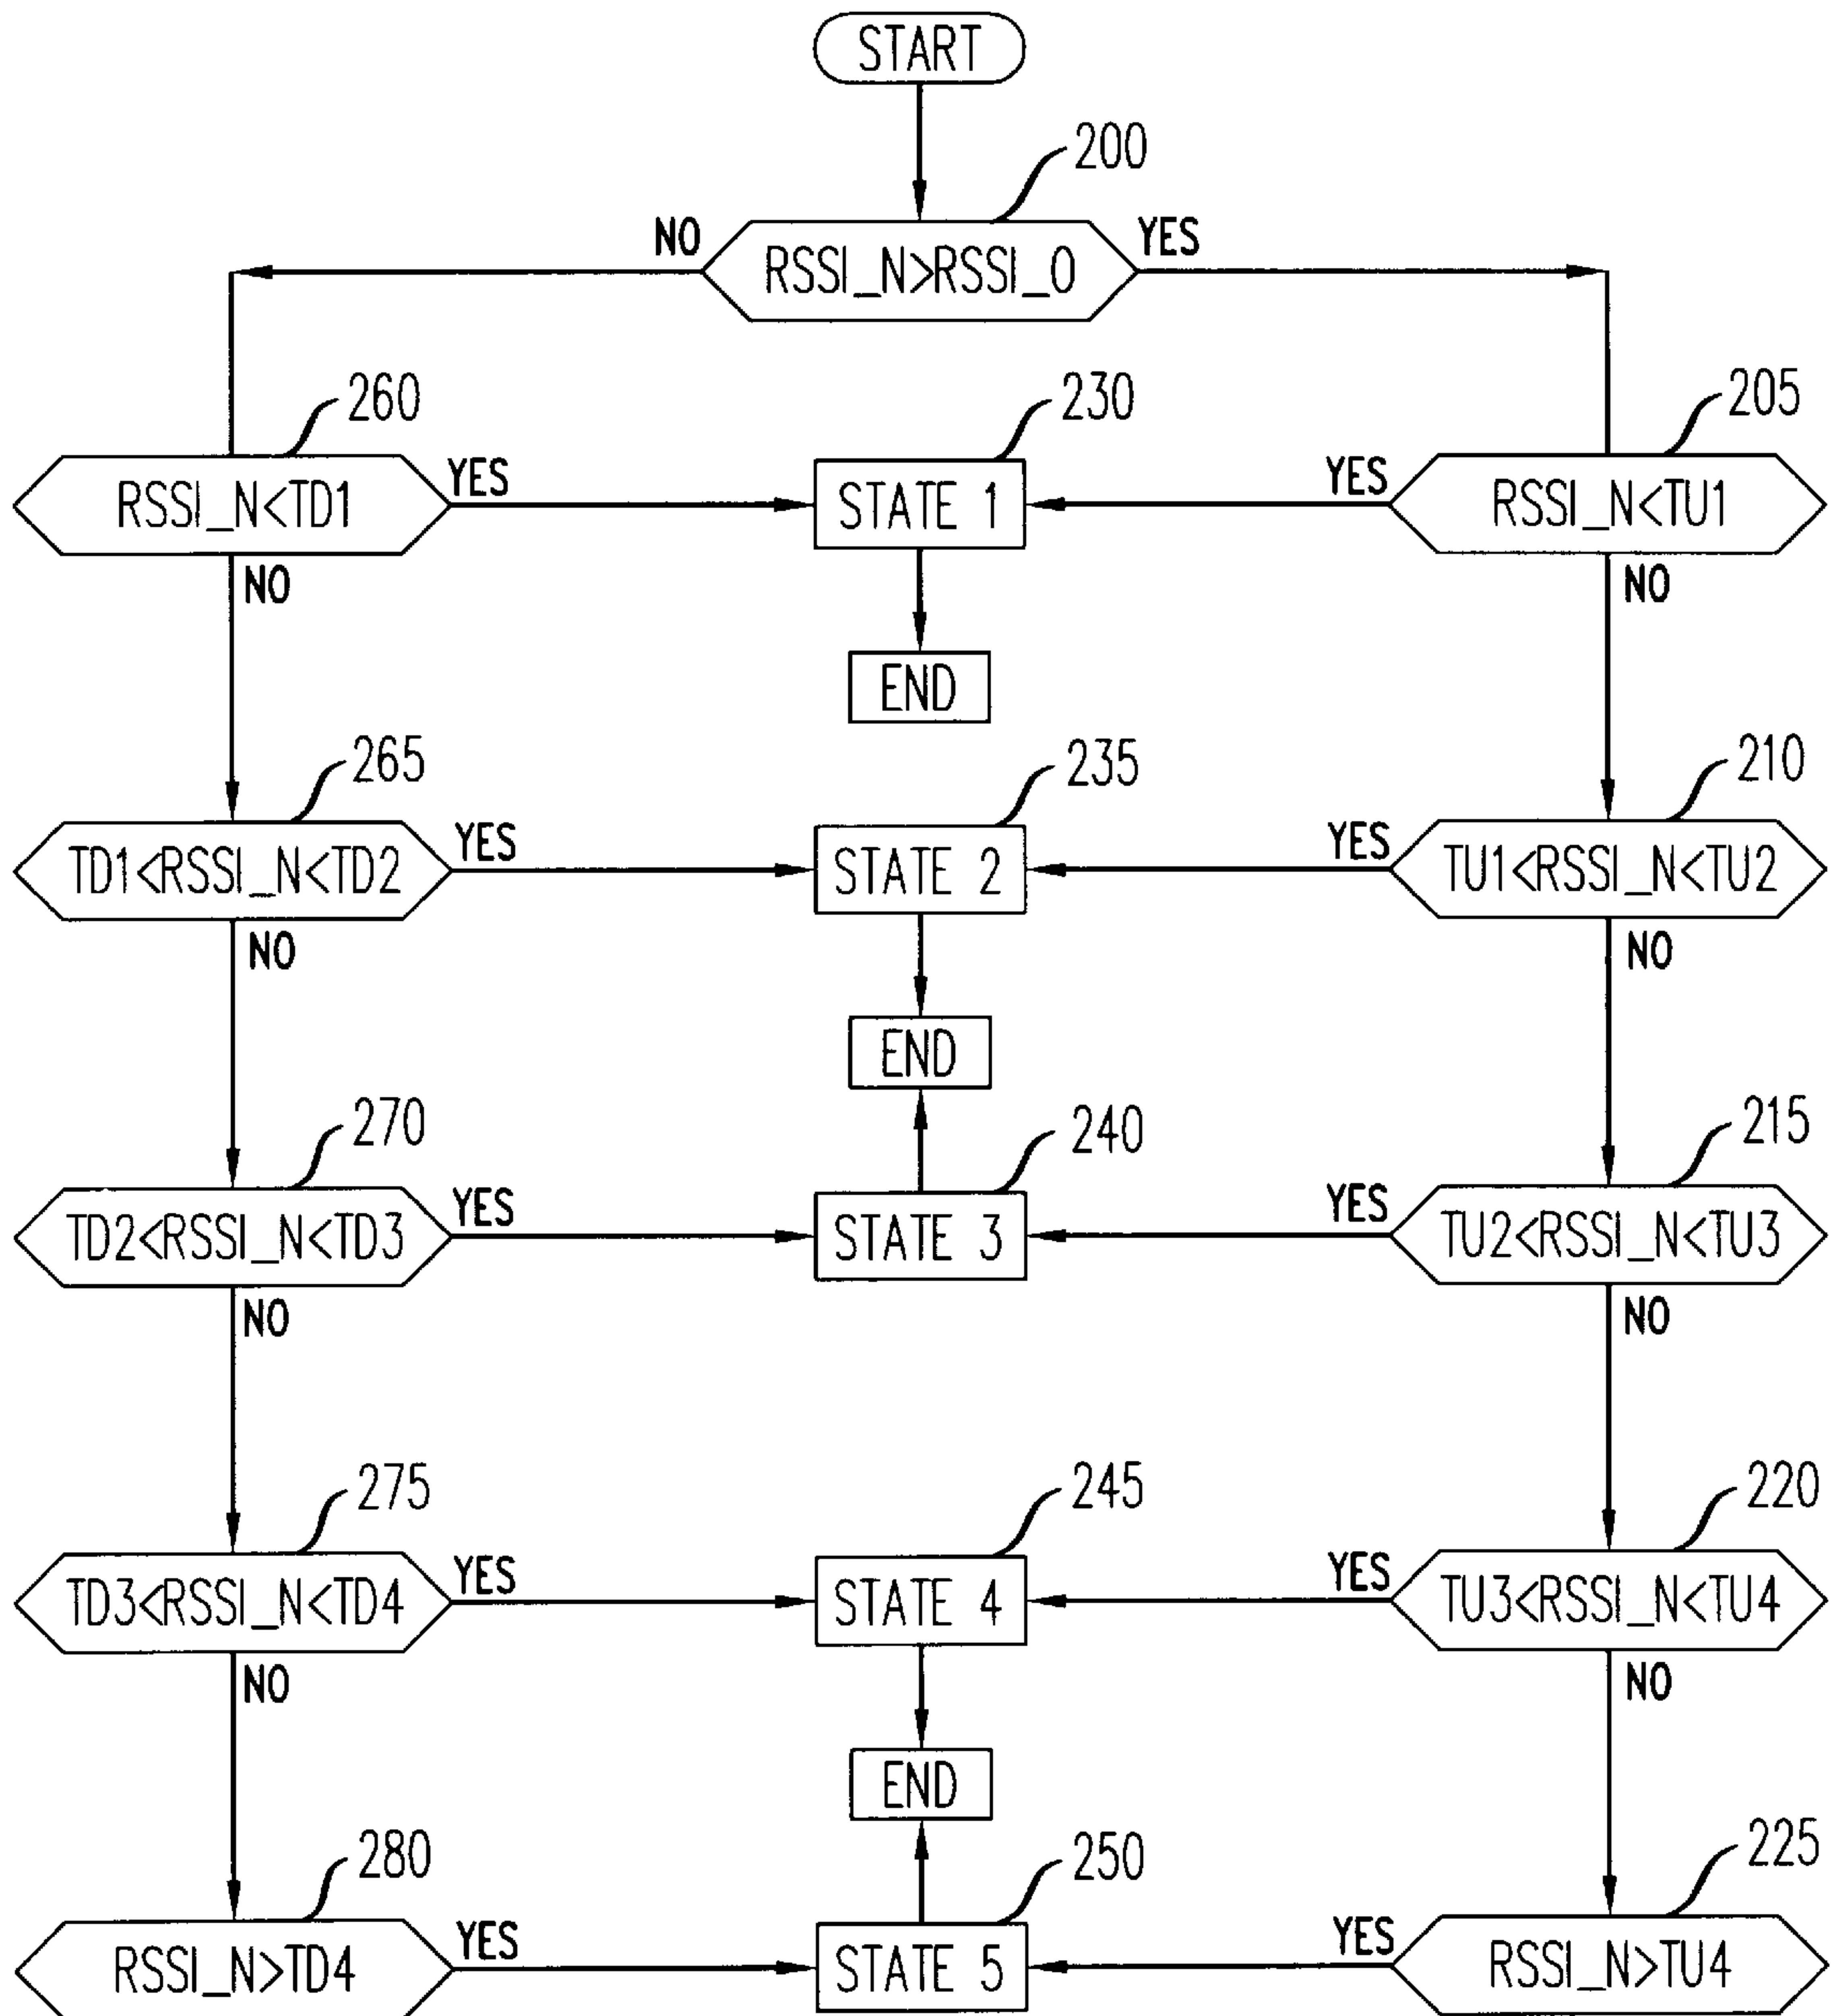 START
200
NO
YES
RSSI_N>RSSI_0
260
230
205
RSSI_N<TD1
YES
STATE 1
YES
RSSI_N<TU1
NO
NO
END
265
235
210
TD1<RSSI_N<TD2
YES
STATE 2
YES
TU1<RSSI_N<TU2
NO
NO
END
270
240
215
TD2<RSSI_N<TD3
YES
STATE 3
YES
TU2<RSSI_N<TU3
NO
NO
275
245
220
TD3<RSSI_N<TD4
YES
STATE 4
YES
TU3<RSSI_N<TU4
NO
NO
END
280
250
225
RSSI_N>TD4
YES
STATE 5
YES
RSSI_N>TU4